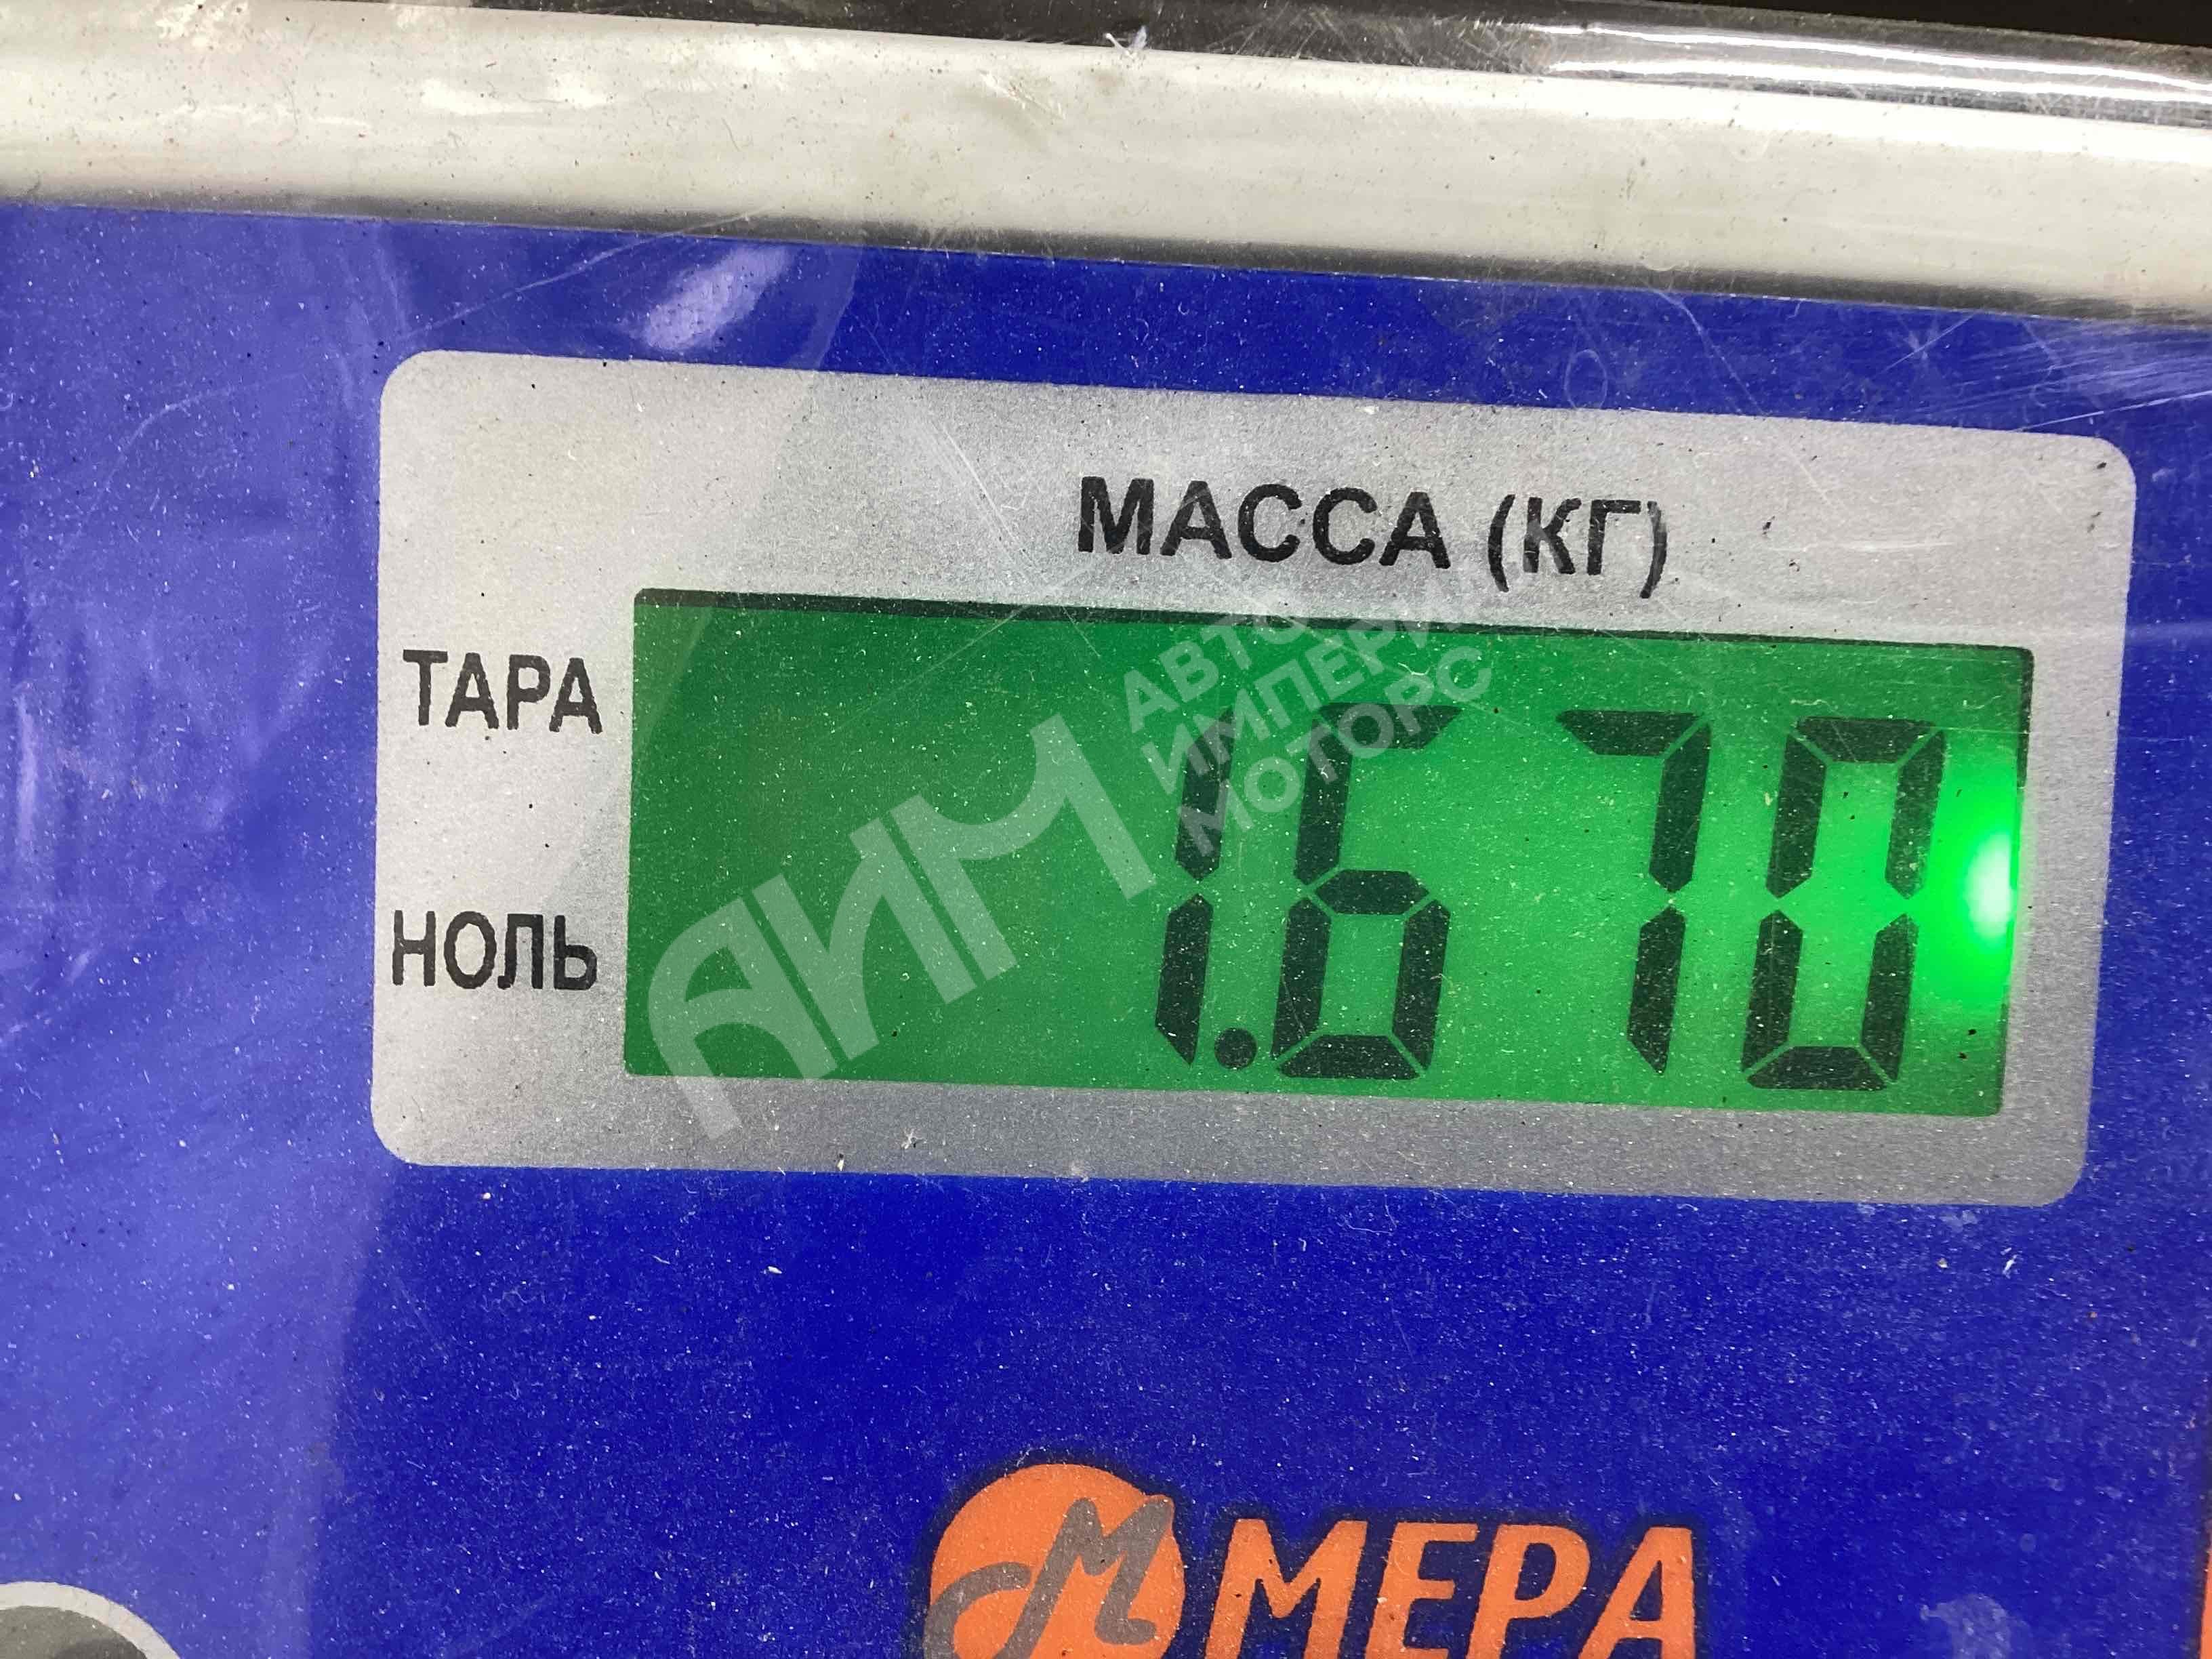 МАССА (КГ)
ТАРА
1.670
НОЛЬ
АИМ
АВТО
ИМПЕРИЯ
МОТОРС
МЕРА